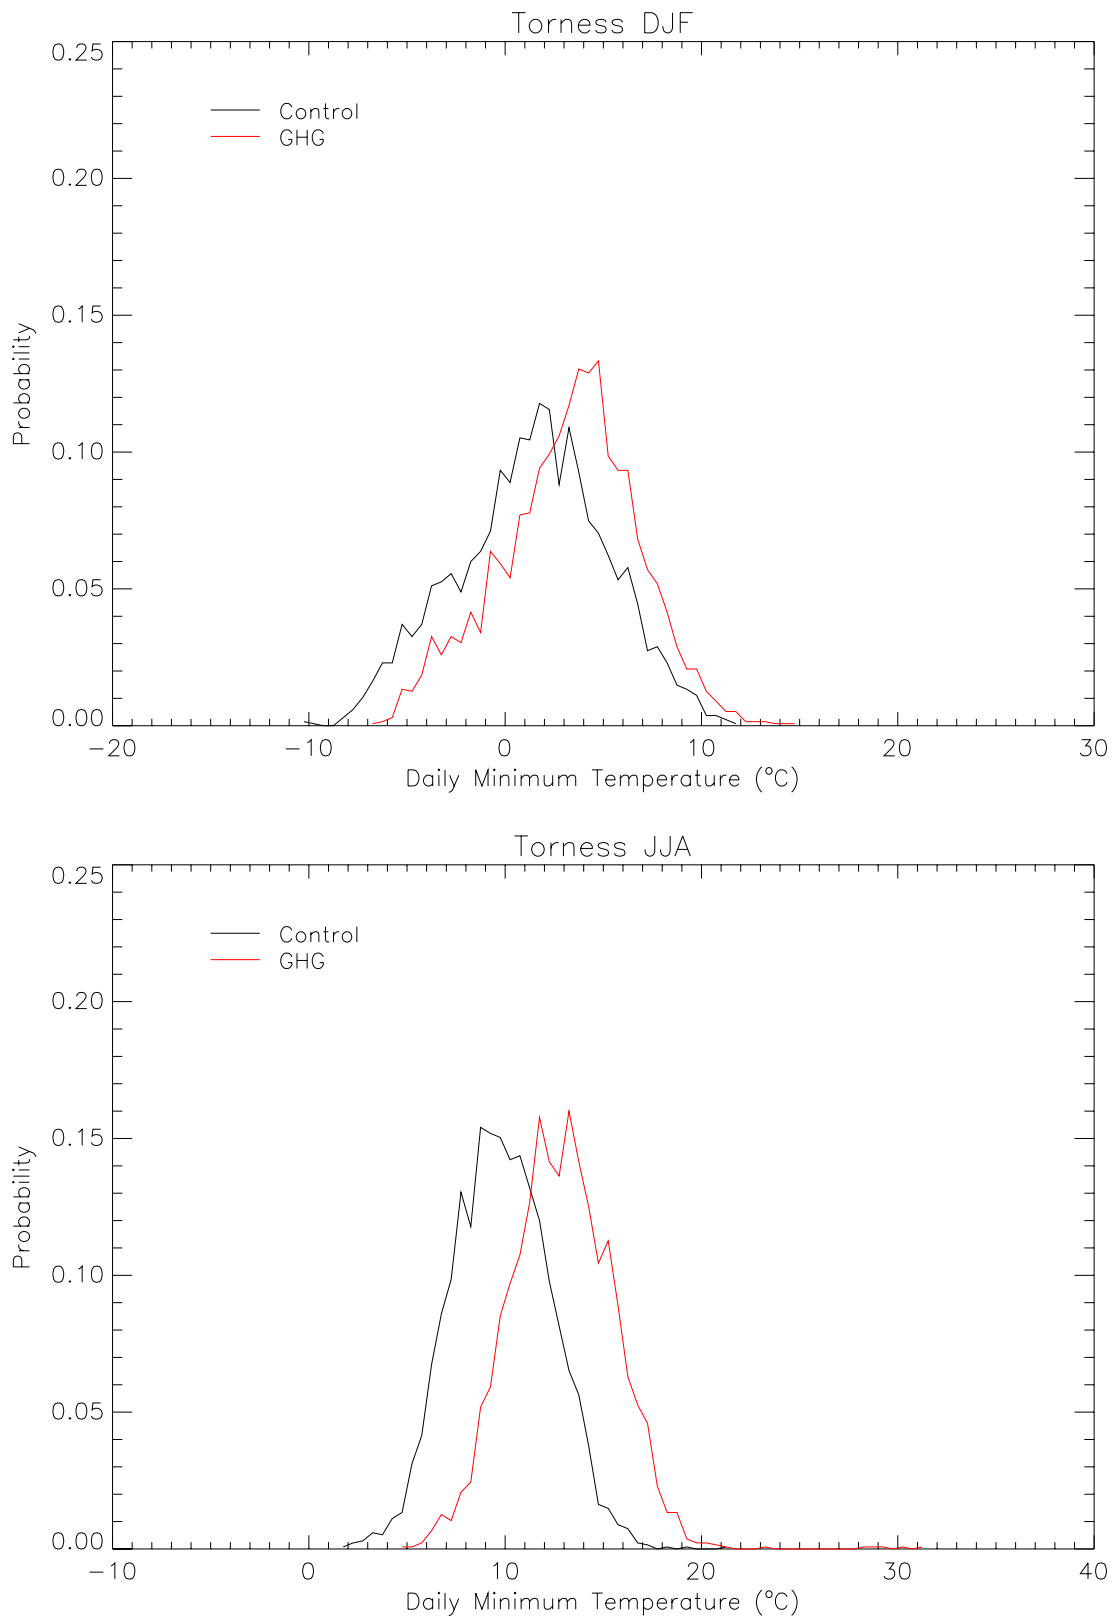 Torness DJF
0.25
Control
GHG
0.20
0.15
Probability
0.10
0.05
0.00
−20 −10 0 10 20 30
Daily Minimum Temperature (°C)
Torness JJA
0.25
Control
GHG
0.20
0.15
Probability
0.10
0.05
0.00
−10 0 10 20 30 40
Daily Minimum Temperature (°C)